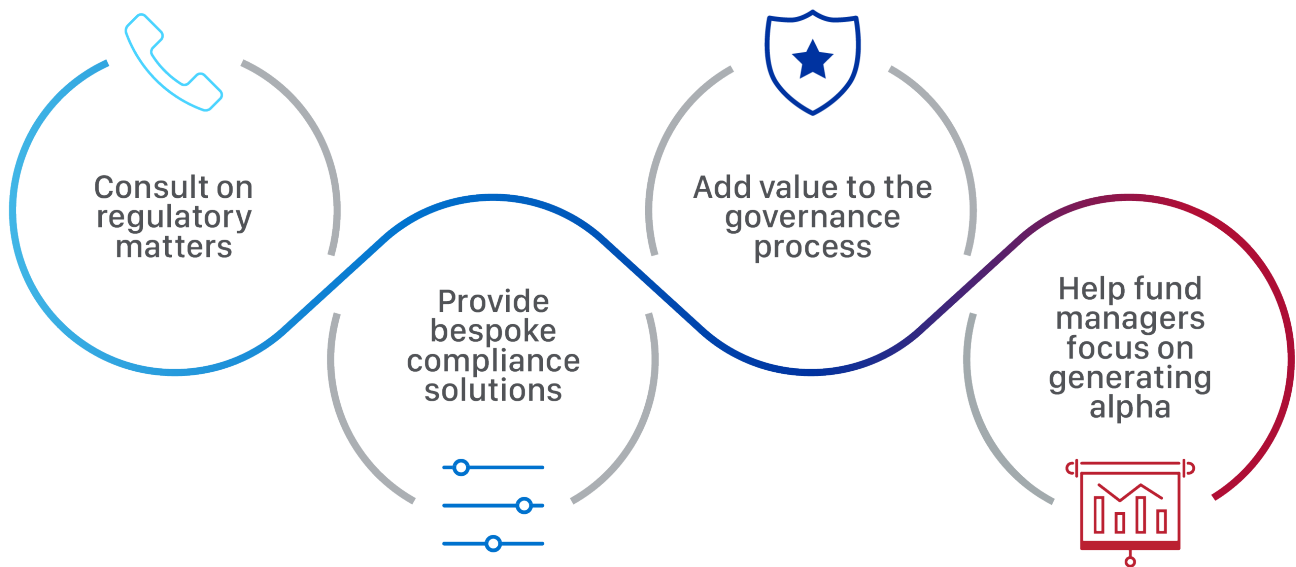 Consult on
regulatory
matters
Provide
bespoke
compliance
solutions
Add value to the
governance
process
Help fund
managers
focus on
generating
alpha